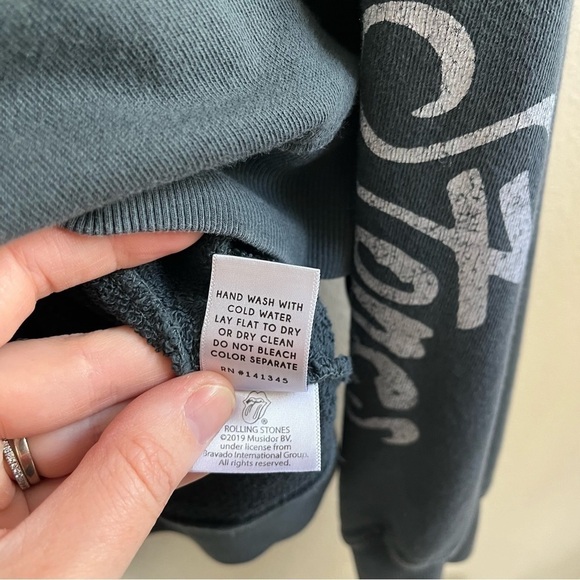 Stones
HAND WASH WITH
COLD WATER
LAY FLAT TO DRY
OR DRY CLEAN
DO NOT BLEACH
COLOR SEPARATE
RN #141345
ROLLING STONES
©2019 Musidor BV,
under license from
Bravado International Group.
All rights reserved.